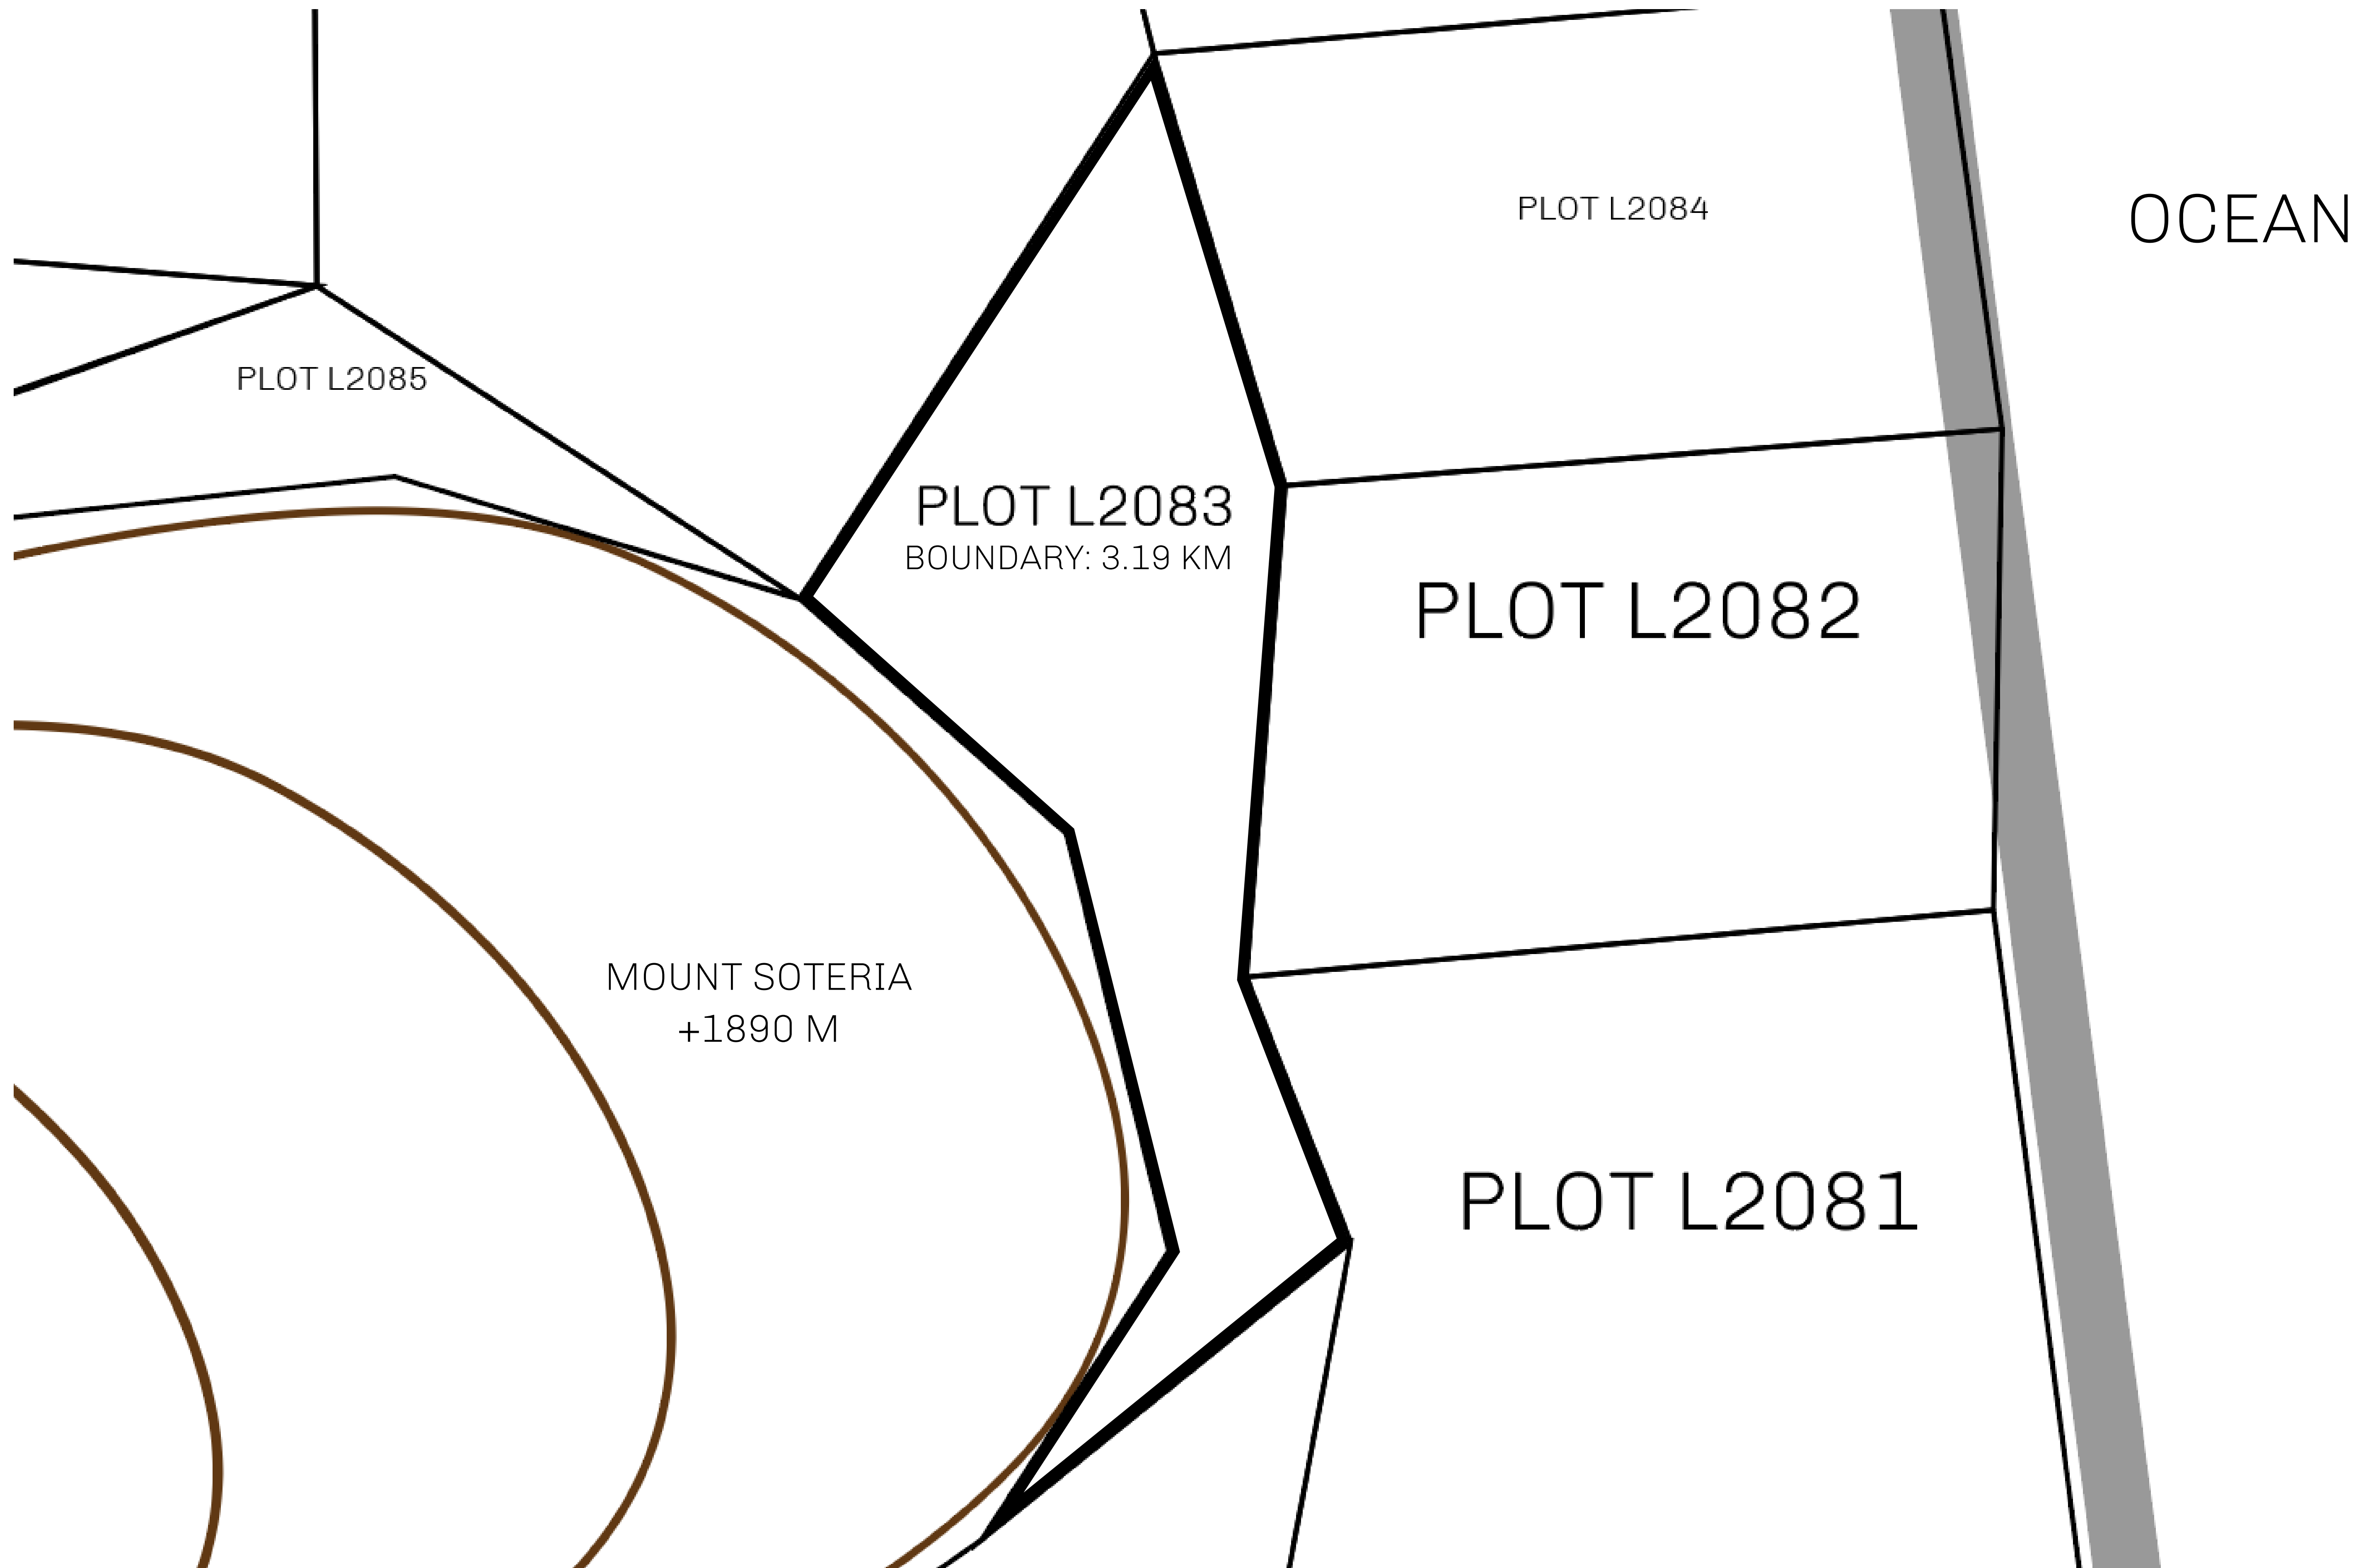 PLOT L2084
OCEAN
PLOT L2085
PLOT L2083
BOUNDARY: 3.19 KM
PLOT L2082
MOUNT SOTERIA
+1890 M
PLOT L2081